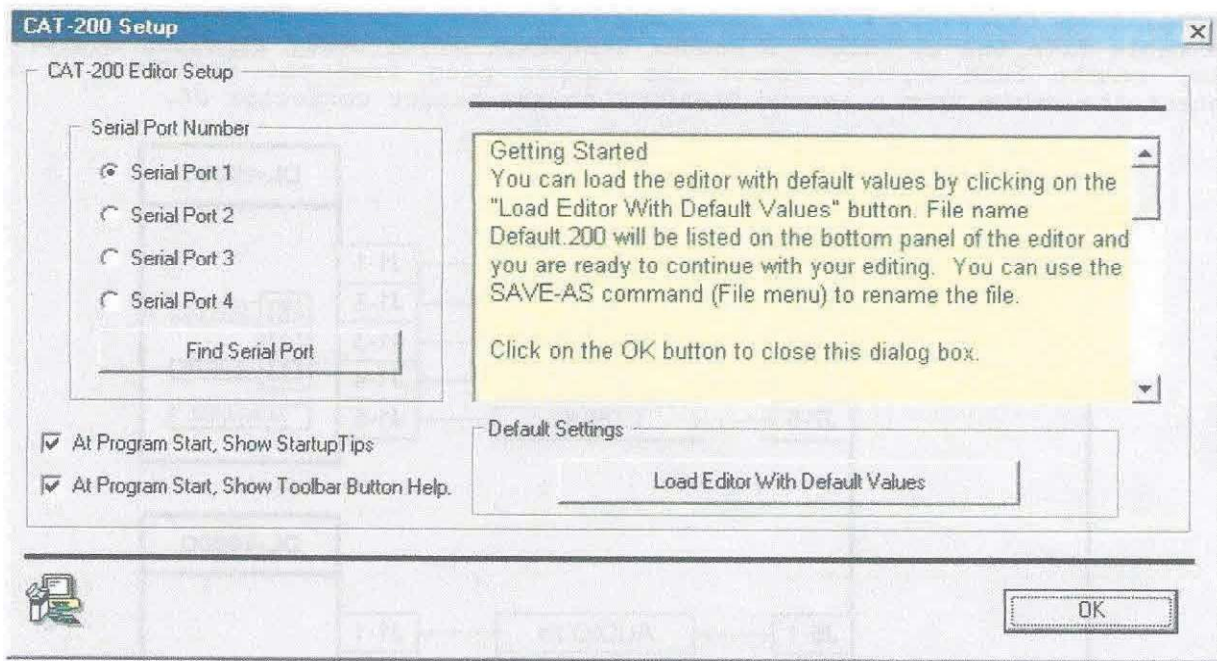 CAT-200 Setup
CAT-200 Editor Setup
Serial Port Number
Serial Port 1
Serial Port 2
Serial Port 3
Serial Port 4
Find Serial Port
At Program Start, Show StartupTips
At Program Start, Show Toolbar Button Help.
Getting Started
You can load the editor with default values by clicking on the
"Load Editor With Default Values" button. File name
Default.200 will be listed on the bottom panel of the editor and
you are ready to continue with your editing.  You can use the
SAVE-AS command (File menu) to rename the file.
Click on the OK button to close this dialog box.
Default Settings
Load Editor With Default Values
OK